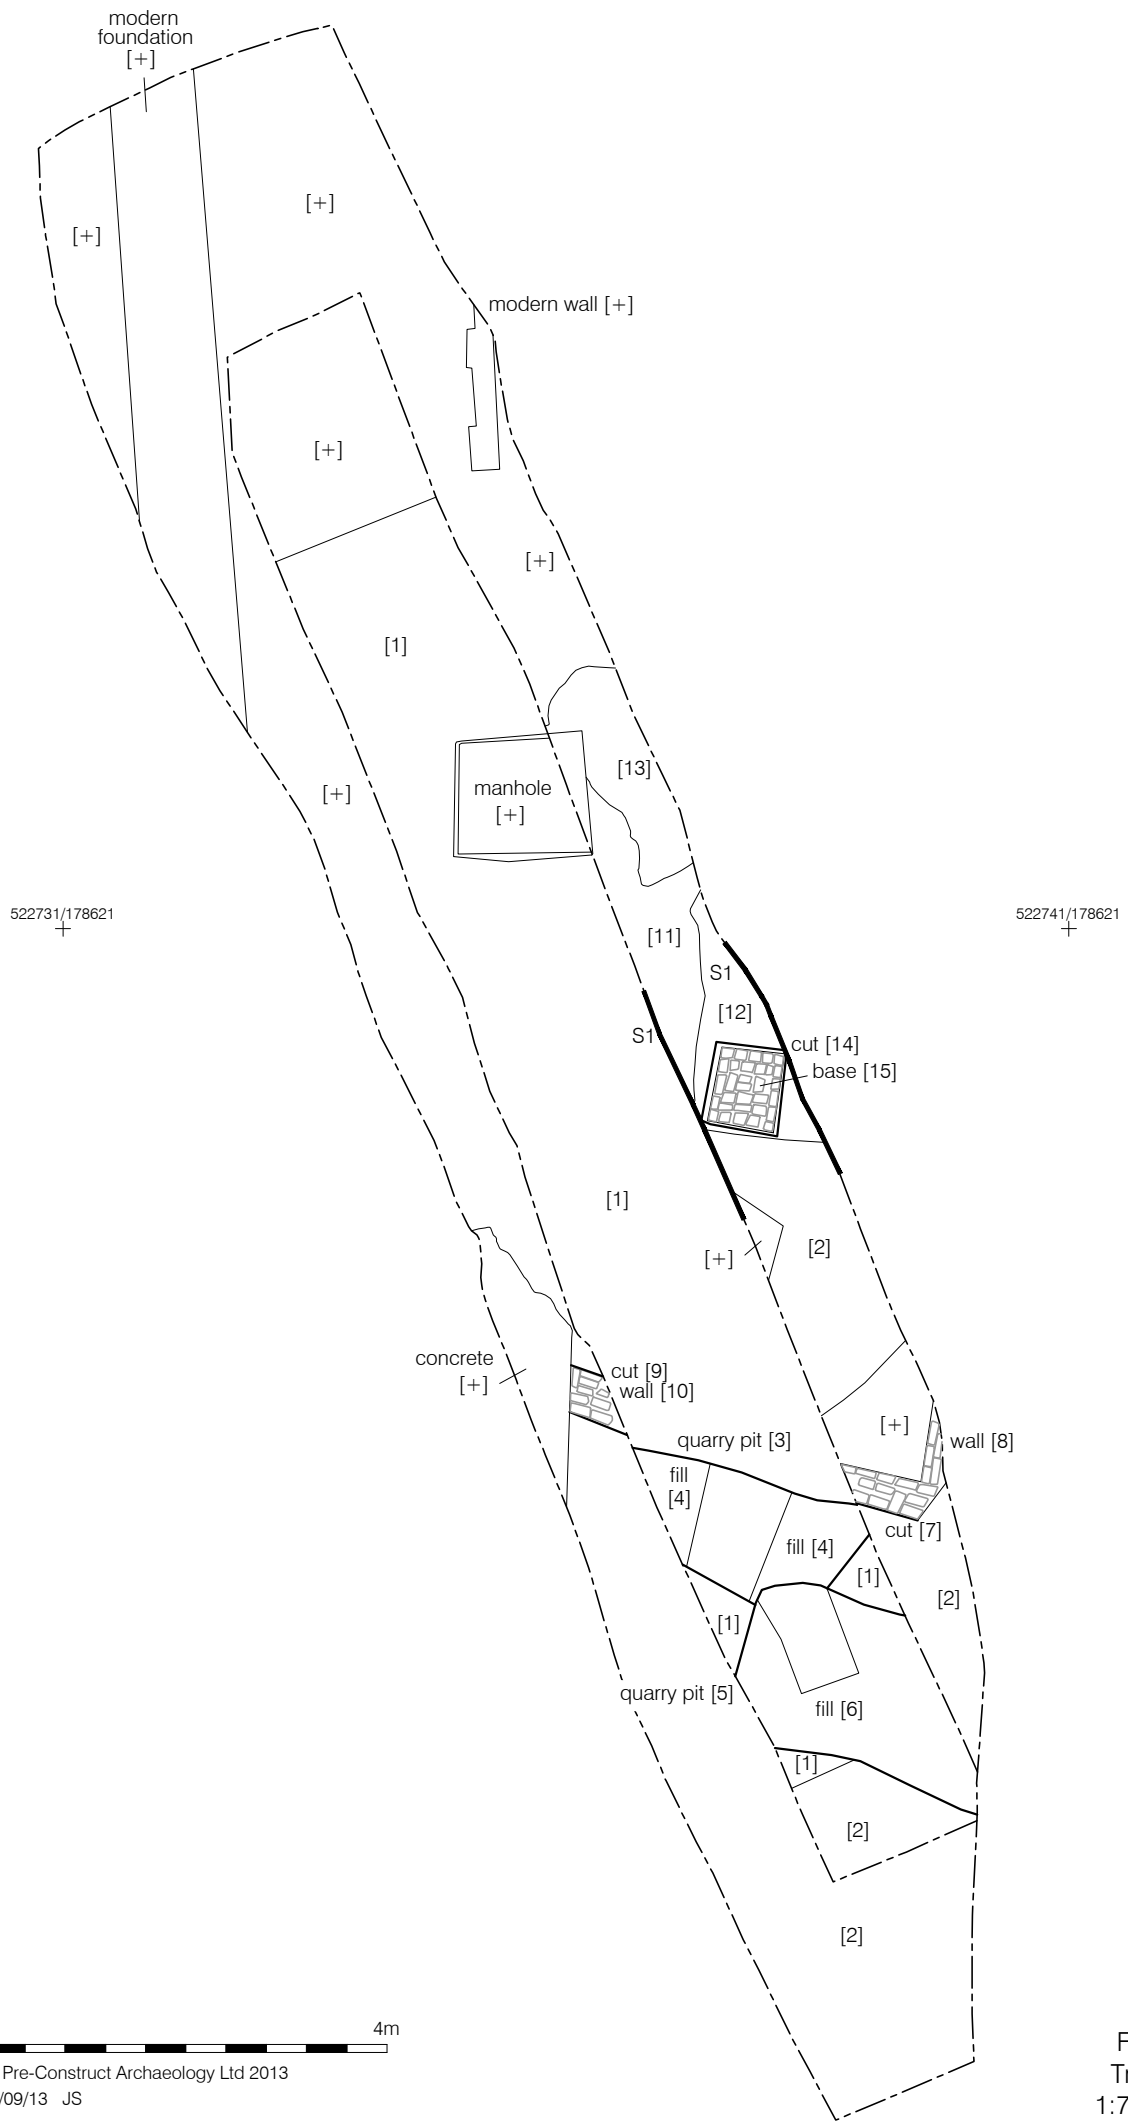 modern
foundation
[+]
[+]
[+]
modern wall [+]
[+]
[+]
[1]
[13]
manhole
[+]
[+]
522731/178621
522741/178621
[11]
S1
[12]
S1
cut [14]
base [15]
[1]
[2]
[+]
concrete
[+]
cut [9]
wall [10]
[+]
quarry pit [3]
wall [8]
fill
[4]
cut [7]
fill [4]
[1]
[2]
[1]
quarry pit [5]
fill [6]
[1]
[2]
[2]
4m
Pre-Construct Archaeology Ltd 2013
/09/13 JS